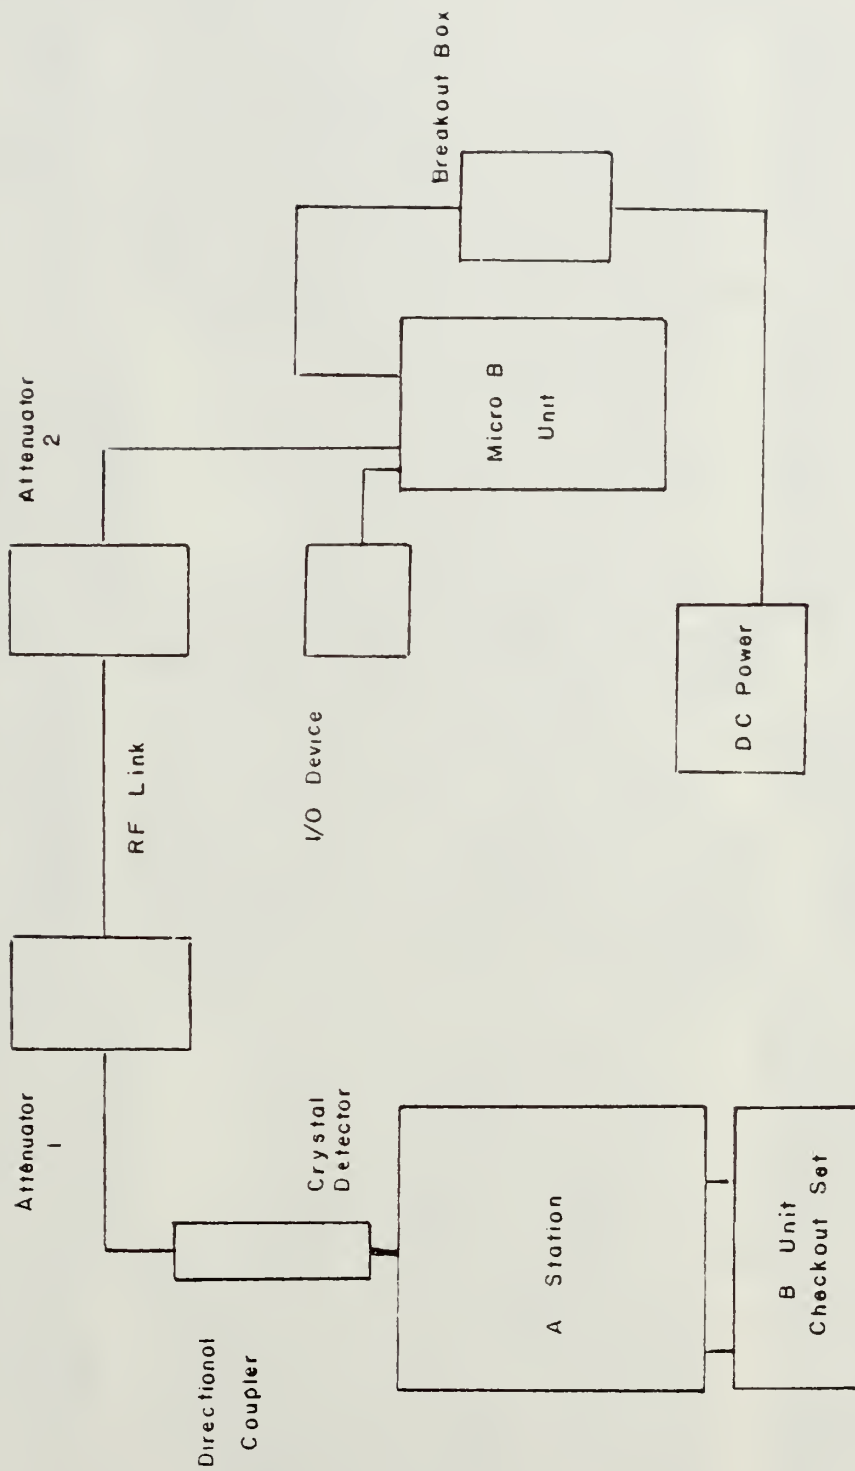 Attenuator
1
Attenuator
2
RF Link
Directional
Coupler
Crystal
Detector
I/O Device
Breakout Box
A Station
Micro B
Unit
B Unit
Checkout Set
DC Power